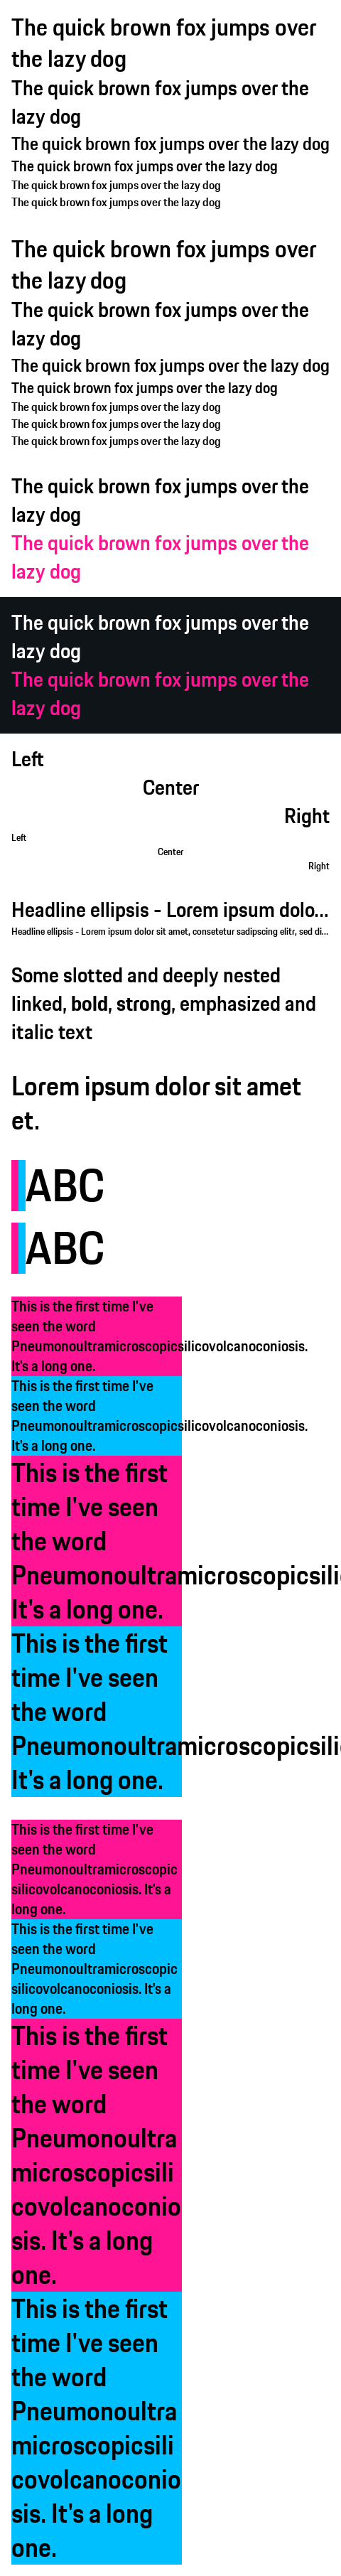 The quick brown fox jumps over
the lazy dog
The quick brown fox jumps over the
lazy dog
The quick brown fox jumps over the lazy dog
The quick brown fox jumps over the lazy dog
The quick brown fox jumps over the lazy dog
The quick brown fox jumps over the lazy dog
The quick brown fox jumps over
the lazy dog
The quick brown fox jumps over the
lazy dog
The quick brown fox jumps over the lazy dog
The quick brown fox jumps over the lazy dog
The quick brown fox jumps over the lazy dog
The quick brown fox jumps over the lazy dog
The quick brown fox jumps over the lazy dog
The quick brown fox jumps over the
lazy dog
The quick brown fox jumps over the
lazy dog
The quick brown fox jumps over the
lazy dog
The quick brown fox jumps over the
lazy dog
Left
Center
Right
Left
Center
Right
Headline ellipsis - Lorem ipsum dolo...
Headline ellipsis - Lorem ipsum dolor sit amet, consetetur sadipscing elitr, sed di...
Some slotted and deeply nested
linked, bold, strong, emphasized and
italic text
Lorem ipsum dolor sit amet
et.
ABC
ABC
This is the first time I've
seen the word
Pneumonoultramicroscopicsilicovolcanoconiosis.
It's a long one.
This is the first time I've
seen the word
Pneumonoultramicroscopicsilicovolcanoconiosis.
It's a long one.
This is the first
time I've seen
the word
Pneumonoultramicroscopicsili
It's a long one.
This is the first
time I've seen
the word
Pneumonoultramicroscopicsili
It's a long one.
This is the first time I've
seen the word
Pneumonoultramicroscopic
silicovolcanoconiosis. It's a
long one.
This is the first time I've
seen the word
Pneumonoultramicroscopic
silicovolcanoconiosis. It's a
long one.
This is the first
time I've seen
the word
Pneumonoultra
microscopicsili
covolcanoconio
sis. It's a long
one.
This is the first
time I've seen
the word
Pneumonoultra
microscopicsili
covolcanoconio
sis. It's a long
one.